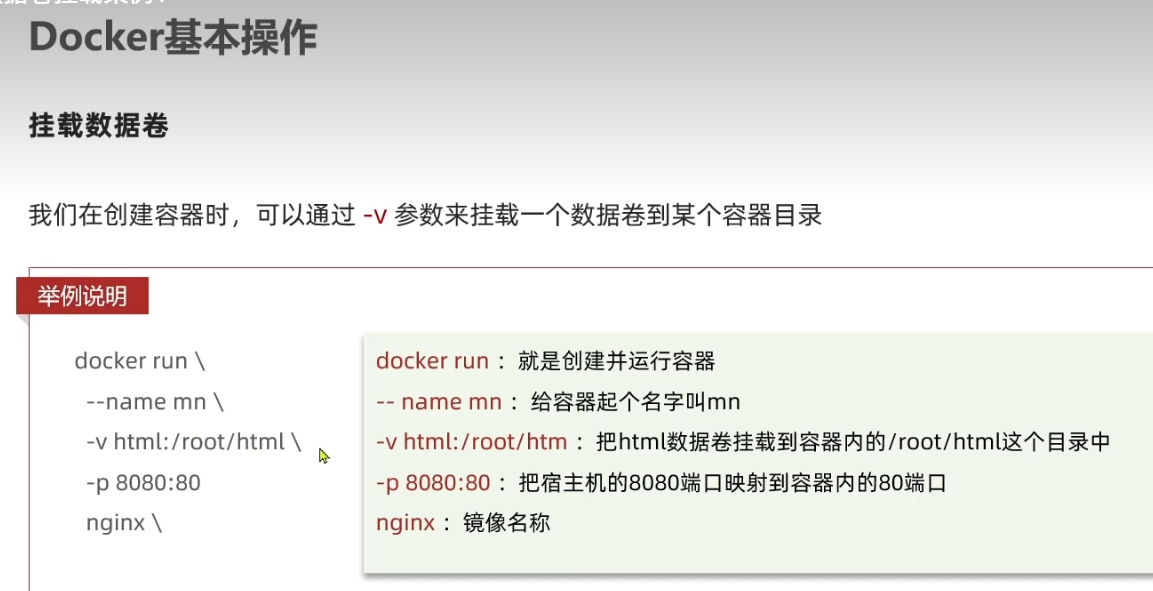 Docker基本操作
挂载数据卷
我们在创建容器时，可以通过 -v 参数来挂载一个数据卷到某个容器目录
举例说明
docker run \
--name mn \
-v html:/root/html \
-p 8080:80
nginx \
docker run ：就是创建并运行容器
-- name mn ：给容器起个名字叫mn
-v html:/root/htm ：把html数据卷挂载到容器内的/root/html这个目录中
-p 8080:80 ：把宿主机的8080端口映射到容器内的80端口
nginx ：镜像名称